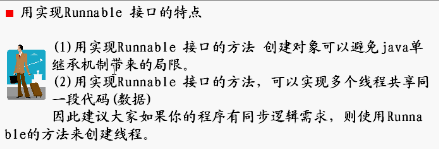 用实现Runnable 接口的特点
(1)用实现Runnable 接口的方法 创建对象可以避免java单
继承机制带来的局限。
(2)用实现Runnable 接口的方法，可以实现多个线程共享同
一段代码(数据)
因此建议大家如果你的程序有同步逻辑需求，则使用Runna
ble的方法来创建线程。